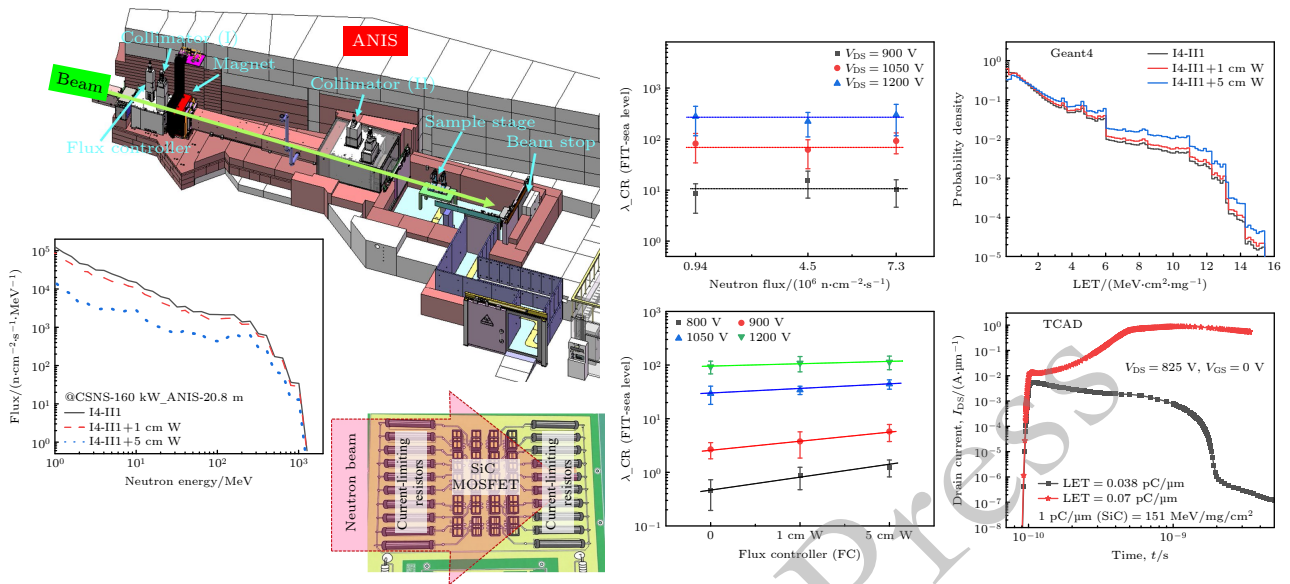 ANIS
Collimator (I)
Magnet
Beam
Collimator (II)
Sample stage
Beam stop
Flux controller
Flux/(n·cm⁻²·s⁻¹·MeV⁻¹)
10⁵
10⁴
10³
10²
10¹
10⁰
@CSNS-160 kW_ANIS-20.8 m
I4-II1
I4-II1+1 cm W
I4-II1+5 cm W
10⁰ 10¹ 10² 10³
Neutron energy/MeV
Neutron beam
Current-limiting
resistors
SiC
MOSFET
Current-limiting
resistors
λ_CR (FIT-sea level)
V_DS = 900 V
V_DS = 1050 V
V_DS = 1200 V
10³
10²
10¹
10⁰
0.94 4.5 7.3
Neutron flux/(10⁶ n·cm⁻²·s⁻¹)
Probability density
Geant4
I4-II1
I4-II1+1 cm W
I4-II1+5 cm W
10⁰
10⁻¹
10⁻²
10⁻³
10⁻⁴
10⁻⁵
2 4 6 8 10 12 14 16
LET/(MeV·cm²·mg⁻¹)
λ_CR (FIT-sea level)
800 V 900 V
1050 V 1200 V
10³
10²
10¹
10⁰
10⁻¹
0 1 cm W 5 cm W
Flux controller (FC)
Drain current, I_DS/(A·μm⁻¹)
TCAD
10⁰
10⁻¹
10⁻²
10⁻³
10⁻⁴
10⁻⁵
10⁻⁶
10⁻⁷
10⁻⁸
V_DS = 825 V, V_GS=0 V
LET = 0.038 pC/μm
LET = 0.07 pC/μm
1 pC/μm (SiC) = 151 MeV/mg/cm²
10⁻¹⁰ 10⁻⁹
Time, t/s
Press